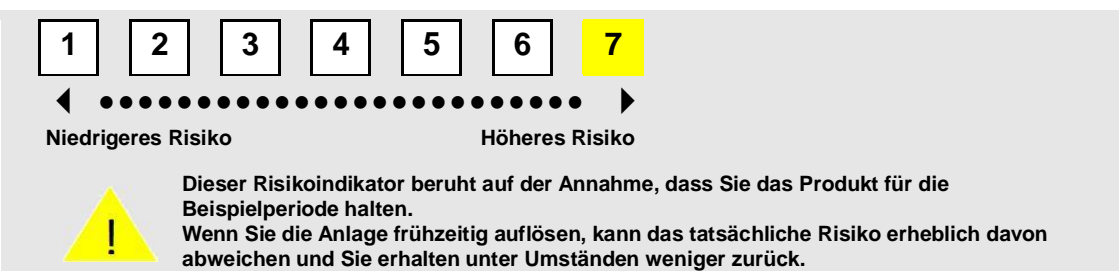 1 2 3 4 5 6 7
Niedrigeres Risiko Höheres Risiko
Dieser Risikoindikator beruht auf der Annahme, dass Sie das Produkt für die
Beispielperiode halten.
Wenn Sie die Anlage frühzeitig auflösen, kann das tatsächliche Risiko erheblich davon
abweichen und Sie erhalten unter Umständen weniger zurück.
!